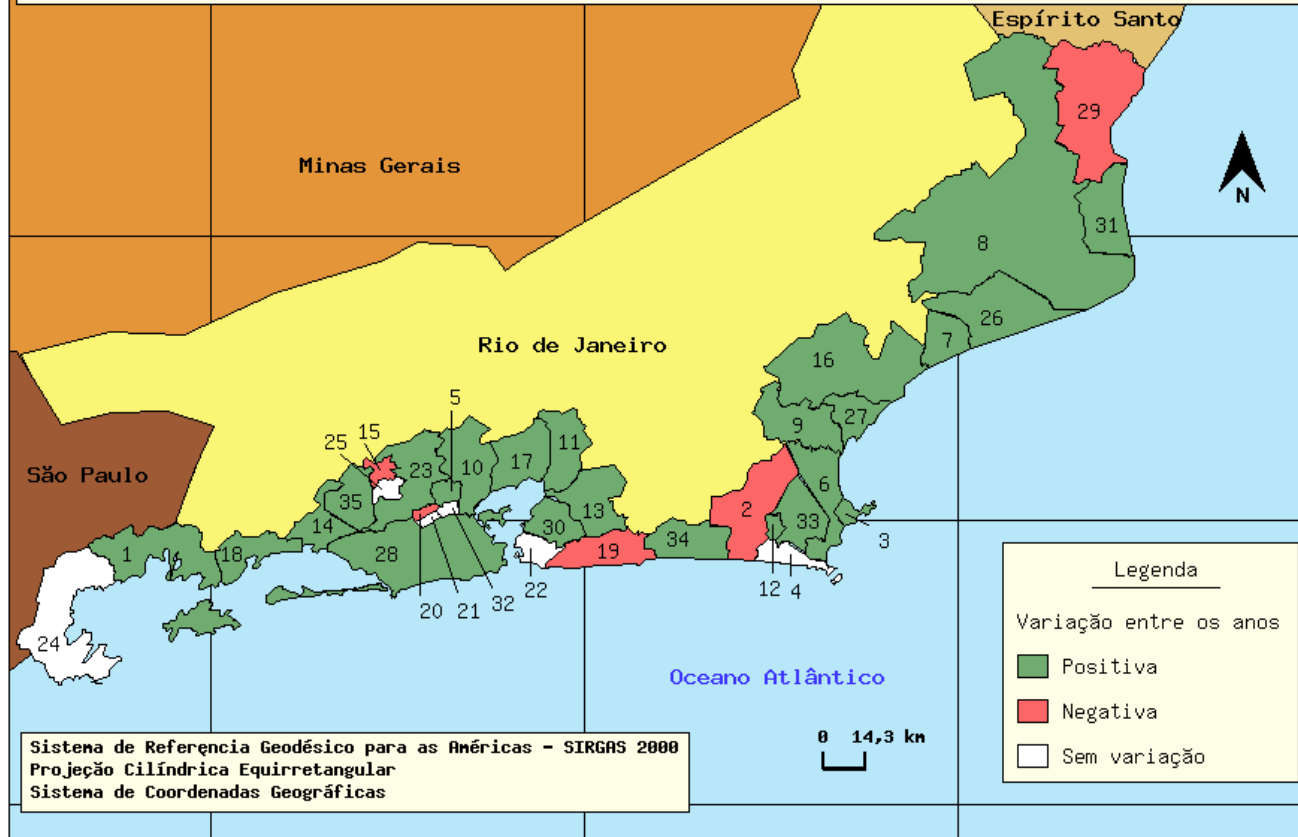 Espírito Santo
29
Minas Gerais
N
31
8
26
Rio de Janeiro
7
16
5
27
15
9
25
11
23
17
São Paulo
10
6
35
13
2
14
30
33
1
18
28
19
34
3
22
12
4
20
21
32
24
Legenda
Variação entre os anos
Positiva
Negativa
Sem variação
Oceano Atlântico
0 14,3 km
Sistema de Referençia Geodésico para as Américas - SIRGAS 2000
Projeção Cilíndrica Equirretangular
Sistema de Coordenadas Geográficas